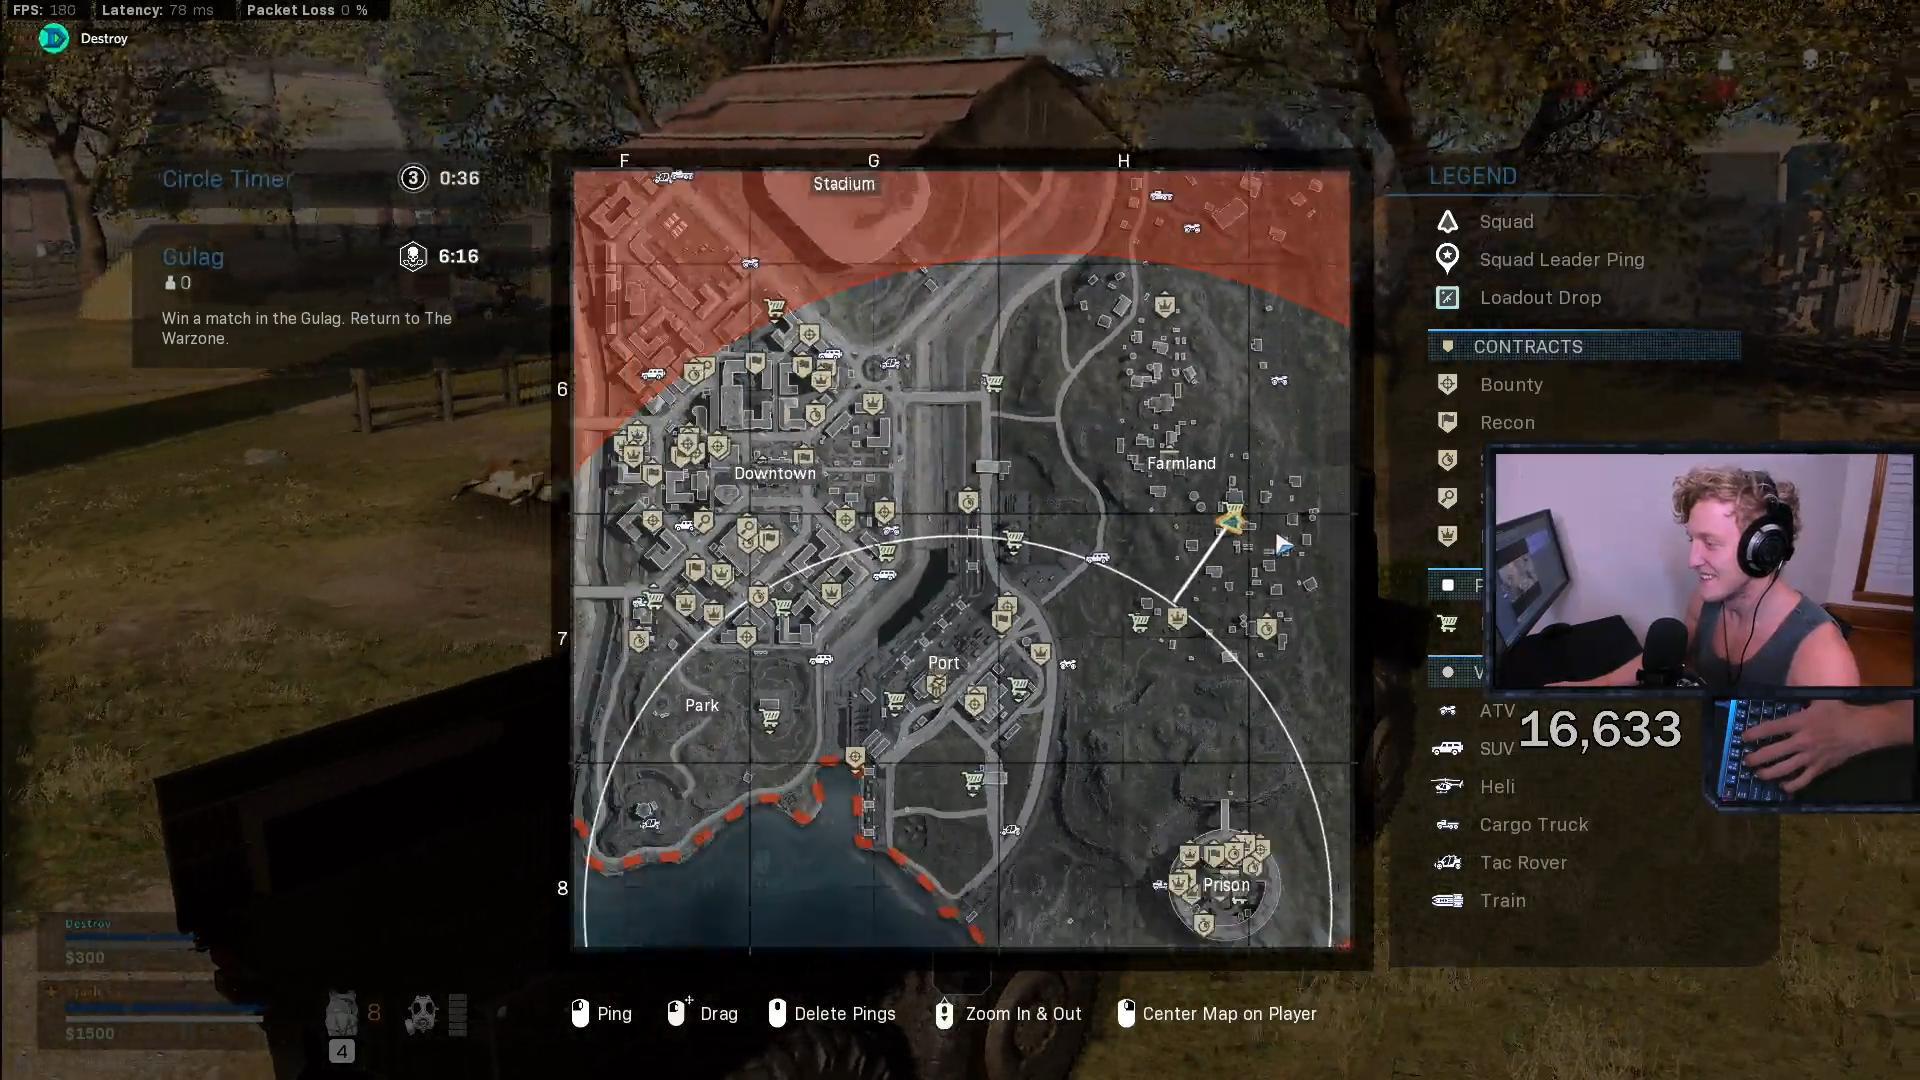 FPS: 180 Latency: 78 ms Packet Loss 0 %
Destroy
Circle Timer 3 0:36
Gulag 6:16
0
Win a match in the Gulag. Return to The
Warzone.
F G H
Stadium
6
Downtown
Farmland
7
Port
Park
8
Prison
LEGEND
Squad
Squad Leader Ping
Loadout Drop
CONTRACTS
Bounty
Recon
ATV
16,633
SUV
Heli
Cargo Truck
Tac Rover
Train
Destroy
$300
$1500
8
4
Ping Drag Delete Pings Zoom In & Out Center Map on Player